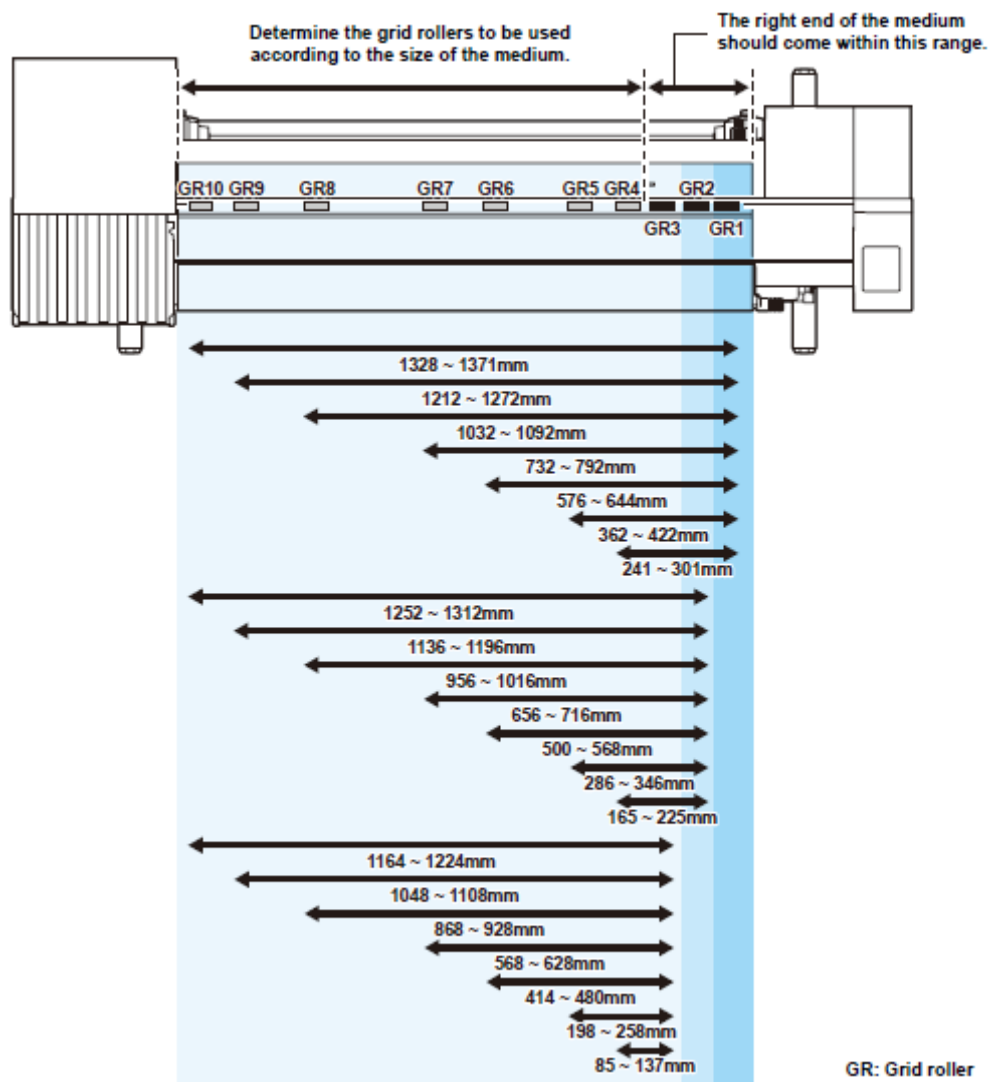 Determine the grid rollers to be used
according to the size of the medium.
The right end of the medium
should come within this range.
GR10 GR9 GR8 GR7 GR6 GR5 GR4 * GR2
GR3 GR1
1328 ~ 1371mm
1212 ~ 1272mm
1032 ~ 1092mm
732 ~ 792mm
576 ~ 644mm
362 ~ 422mm
241 ~ 301mm
1252 ~ 1312mm
1136 ~ 1196mm
956 ~ 1016mm
656 ~ 716mm
500 ~ 568mm
286 ~ 346mm
165 ~ 225mm
1164 ~ 1224mm
1048 ~ 1108mm
868 ~ 928mm
568 ~ 628mm
414 ~ 480mm
198 ~ 258mm
85 ~ 137mm
GR: Grid roller